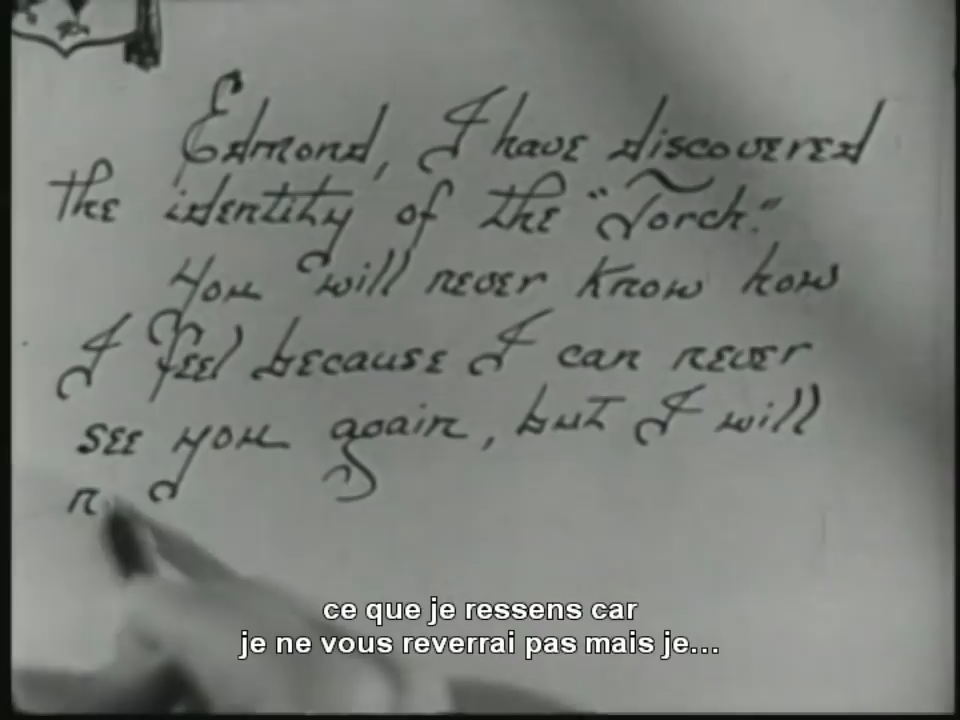 Edmond, I have discovered
the identity of the "Torch."
You will never know how
I feel because I can never
see you again, but I will
n
ce que je ressens car
je ne vous reverrai pas mais je...